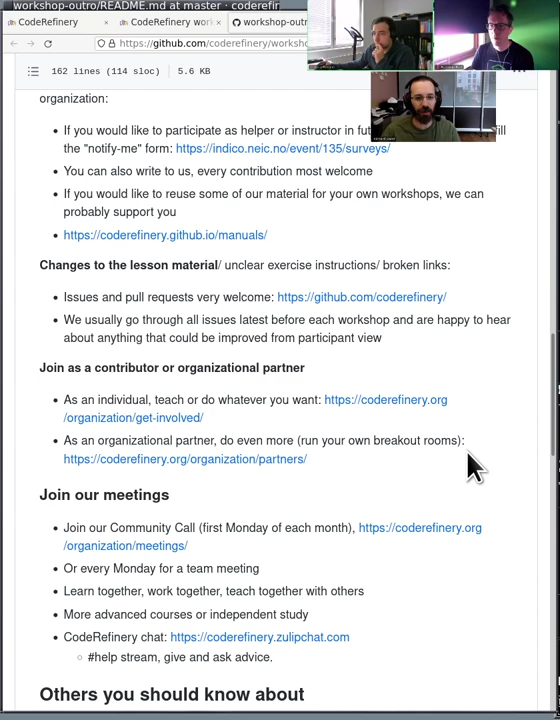 workshop-outro/README.md at master · coderefin
CodeRefinery
CodeRefinery work
workshop-outr
https://github.com/coderefinery/worksho
162 lines (114 sloc)
5.6 KB
organization:
If you would like to participate as helper or instructor in fut
fill
the "notify-me" form: https://indico.neic.no/event/135/surveys/
You can also write to us, every contribution most welcome
If you would like to reuse some of our material for your own workshops, we can
probably support you
https://coderefinery.github.io/manuals/
Changes to the lesson material/ unclear exercise instructions/ broken links:
Issues and pull requests very welcome: https://github.com/coderefinery/
We usually go through all issues latest before each workshop and are happy to hear
about anything that could be improved from participant view
Join as a contributor or organizational partner
As an individual, teach or do whatever you want: https://coderefinery.org
/organization/get-involved/
As an organizational partner, do even more (run your own breakout rooms):
https://coderefinery.org/organization/partners/
Join our meetings
Join our Community Call (first Monday of each month), https://coderefinery.org
/organization/meetings/
Or every Monday for a team meeting
Learn together, work together, teach together with others
More advanced courses or independent study
CodeRefinery chat: https://coderefinery.zulipchat.com
#help stream, give and ask advice.
Others you should know about